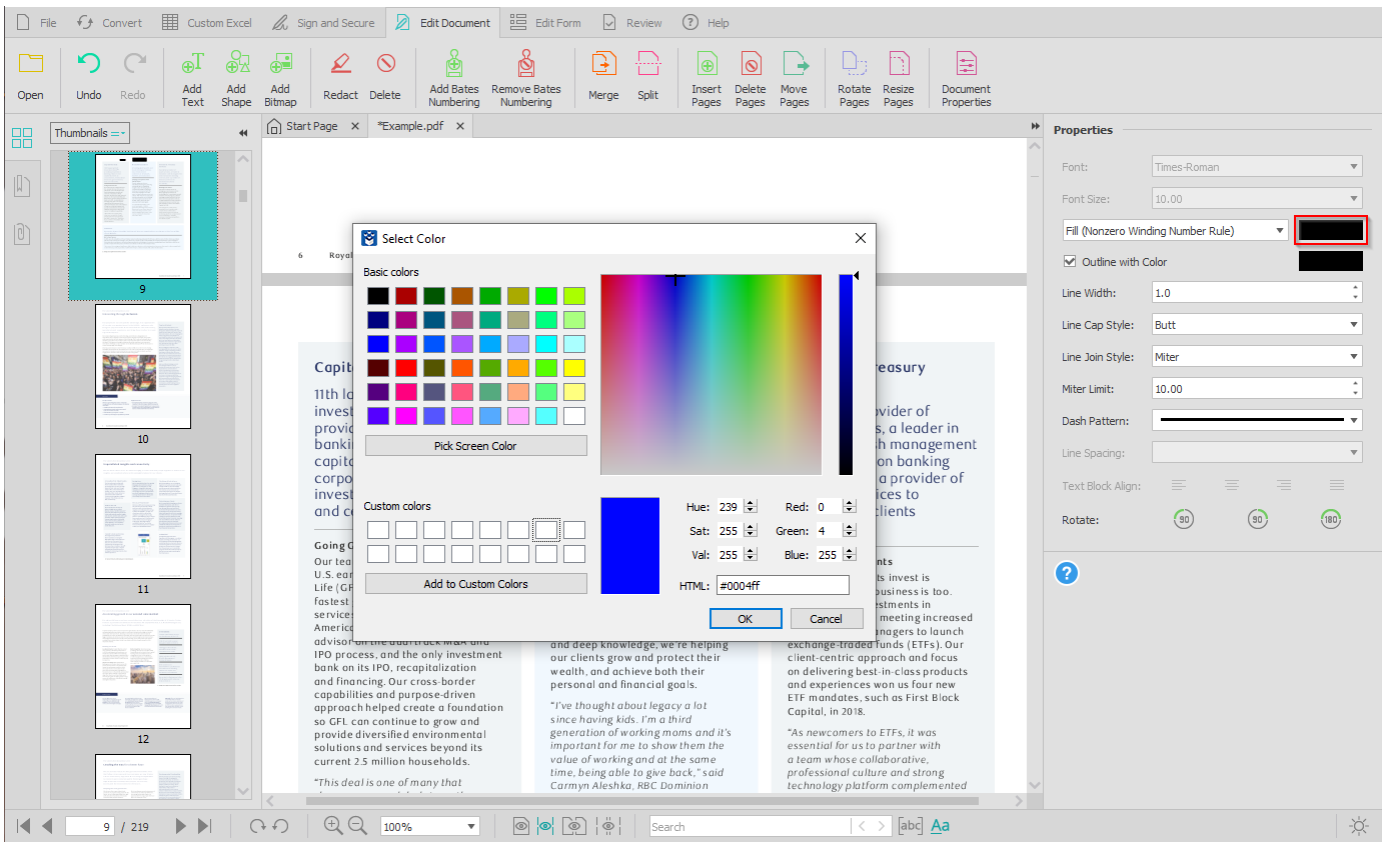 File Convert Custom Excel Sign and Secure Edit Document Edit Form Review Help
Open Undo Redo Add Text Add Shape Add Bitmap Redact Delete Add Bates Numbering Remove Bates Numbering Merge Split Insert Pages Delete Pages Move Pages Rotate Pages Resize Pages Document Properties
Thumbnails
Start Page *Example.pdf
9
10
11
12
6 Royal
Capit
11th lo
invest
provid
banki
capita
corpo
invest
and co
Going G
Our tea
U.S. ear
Life (GF
fastest
services
America
advisor on the dual track M&A and
IPO process, and the only investment
bank on its IPO, recapitalization
and financing. Our cross-border
capabilities and purpose-driven
approach helped create a foundation
so GFL can continue to grow and
provide diversified environmental
solutions and services beyond its
current 2.5 million households.
"This deal is one of many that
and deep knowledge, we're helping
our clients grow and protect their
wealth, and achieve both their
personal and financial goals.
"I've thought about legacy a lot
since having kids. I'm a third
generation of working moms and it's
important for me to show them the
value of working and at the same
time, being able to give back," said
Carmyn Aleshka, RBC Dominion
reasury
ovider of
s, a leader in
h management
on banking
a provider of
ices to
clients
nts
ts invest is
business is too.
estments in
meeting increased
nagers to launch
exchange-traded funds (ETFs). Our
client-centric approach and focus
on delivering best-in-class products
and experiences won us four new
ETF mandates, such as First Block
Capital, in 2018.
"As newcomers to ETFs, it was
essential for us to partner with
a team whose collaborative,
professional culture and strong
technology platform complemented
Select Color
Basic colors
Pick Screen Color
Custom colors
Add to Custom Colors
Hue: 239 Red: 0
Sat: 255 Green: 4
Val: 255 Blue: 255
HTML: #0004ff
OK Cancel
Properties
Font: Times-Roman
Font Size: 10.00
Fill (Nonzero Winding Number Rule)
Outline with Color
Line Width: 1.0
Line Cap Style: Butt
Line Join Style: Miter
Miter Limit: 10.00
Dash Pattern:
Line Spacing:
Text Block Align:
Rotate: 90 90 180
?
9 / 219 100% Search [abc] Aa